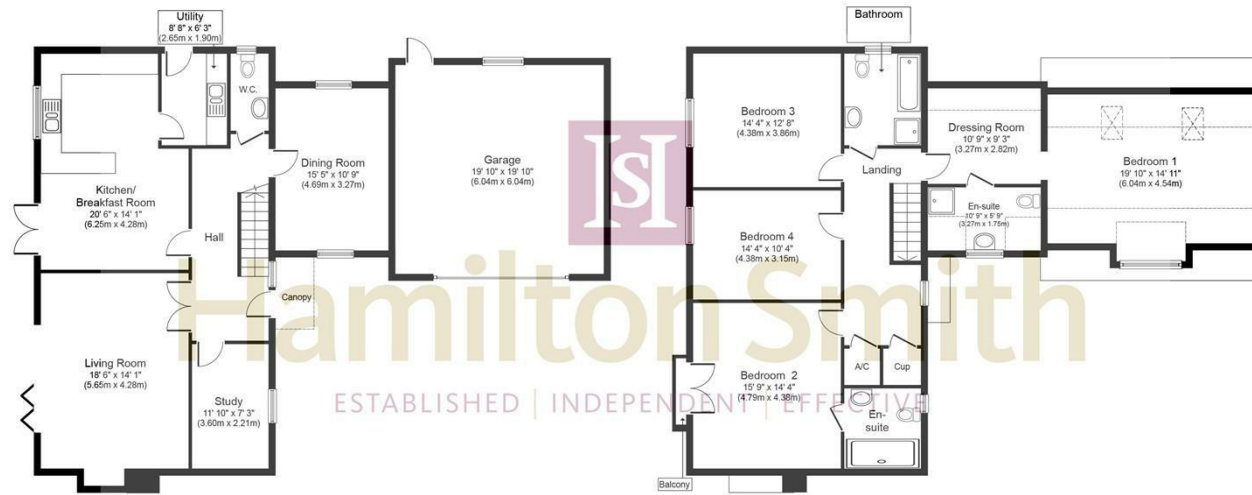 Utility
8' 8" x 6' 3"
(2.65m x 1.90m)
W.C.
Kitchen/
Breakfast Room
20' 6" x 14' 1"
(6.25m x 4.28m)
Hall
Dining Room
15' 5" x 10' 9"
(4.69m x 3.27m)
Garage
19' 10" x 19' 10"
(6.04m x 6.04m)
Canopy
Living Room
18' 6" x 14' 1"
(5.65m x 4.28m)
Study
11' 10" x 7' 3"
(3.60m x 2.21m)
Bathroom
Bedroom 3
14' 4" x 12' 8"
(4.38m x 3.86m)
Landing
Dressing Room
10' 9" x 9' 3"
(3.27m x 2.82m)
Bedroom 1
19' 10" x 14' 11"
(6.04m x 4.54m)
En-suite
10' 9" x 5' 9"
(3.27m x 1.75m)
Bedroom 4
14' 4" x 10' 4"
(4.38m x 3.15m)
A/C
Cup
Bedroom 2
15' 9" x 14' 4"
(4.79m x 4.38m)
En-
suite
Balcony
HS
Hamilton Smith
ESTABLISHED | INDEPENDENT | EFFECTIVE